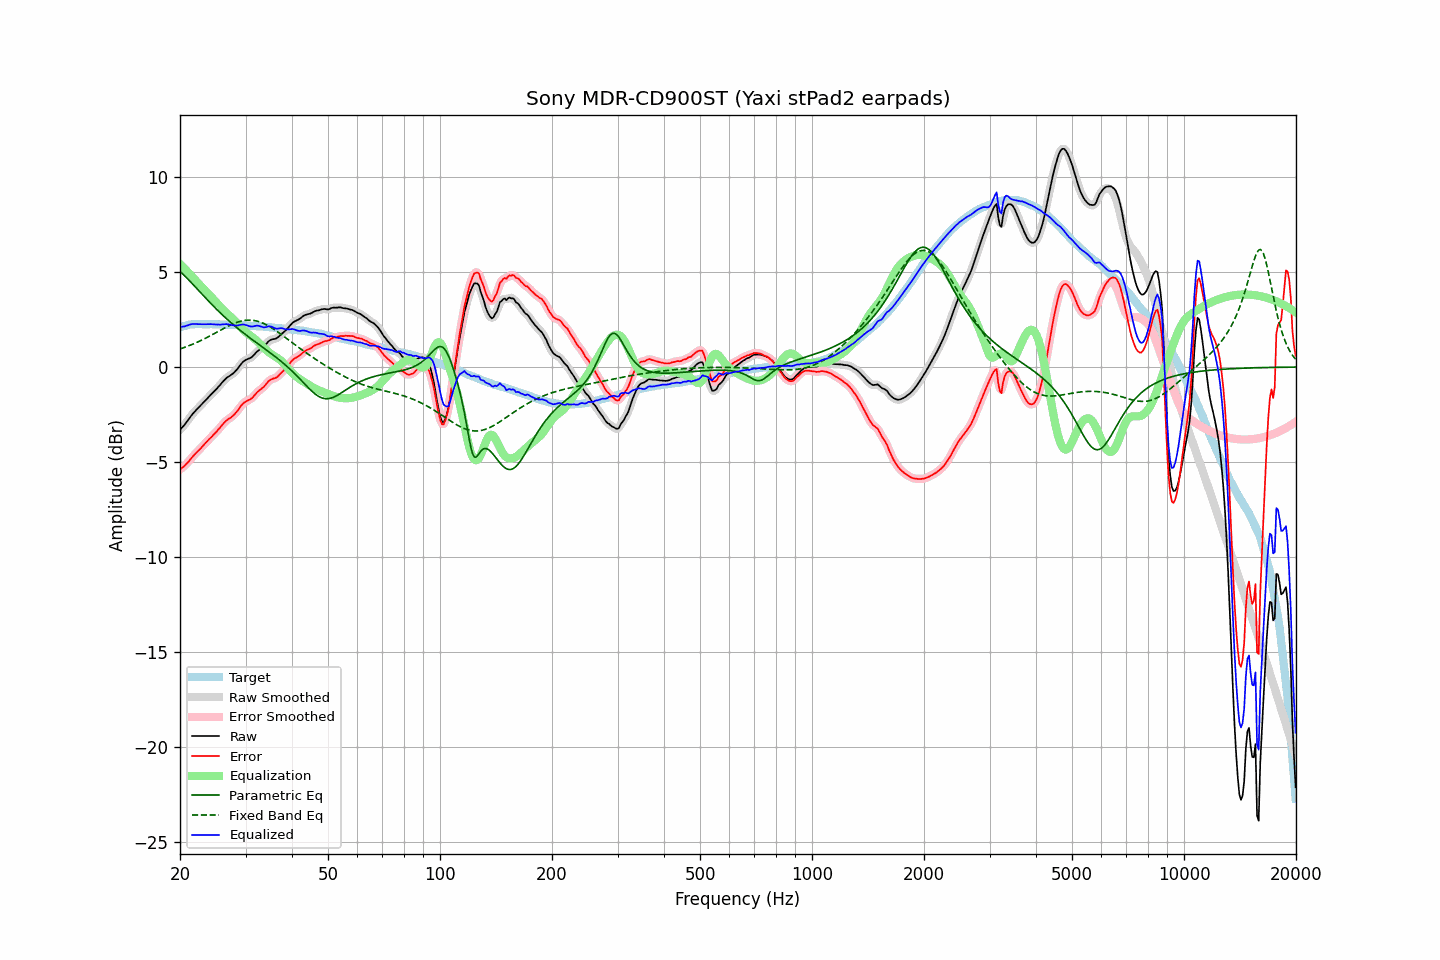 Sony MDR-CD900ST (Yaxi stPad2 earpads)
Amplitude (dBr)
10
5
0
−5
−10
−15
−20
−25
Target
Raw Smoothed
Error Smoothed
Raw
Error
Equalization
Parametric Eq
Fixed Band Eq
Equalized
20 50 100 200 500 1000 2000 5000 10000 20000
Frequency (Hz)